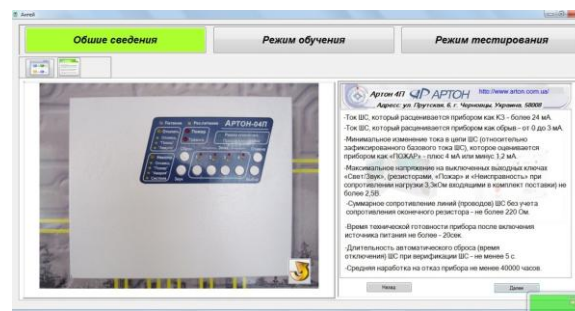 Общие сведения
Режим обучения
Режим тестирования
АРТОН-04П
Артон 4П АРТОН http://www.arton.com.ua/
Адрес: ул. Прутская, 6, г. Черновцы, Украина, 58008
-Ток ШС, который расценивается прибором как КЗ - более 24 мА.
-Ток ШС, который расценивается прибором как обрыв - от 0 до 3 мА
-Минимальное изменение тока в цепи ШС (относительно
зафиксированного базового тока ШС), которое оценивается
прибором как «ПОЖАР» - плюс 4 мА или минус 1,2 мА.
-Максимальное напряжение на выключенных выходных ключах
«Свет/Звук», (резисторами, «Пожар» и «Неисправность» при
сопротивлении нагрузки 3,3кОм входящими в комплект поставки) не
более 2,5В.
-Суммарное сопротивление линий (проводов) ШС без учета
сопротивления оконечного резистора - не более 220 Ом.
-Время технической готовности прибора после включения
источника питания не более - 20сек.
-Длительность автоматического сброса (время
отключения) ШС при верификации ШС - не менее 5 с.
-Средняя наработка на отказ прибора не менее 40000 часов.
Назад
Далее